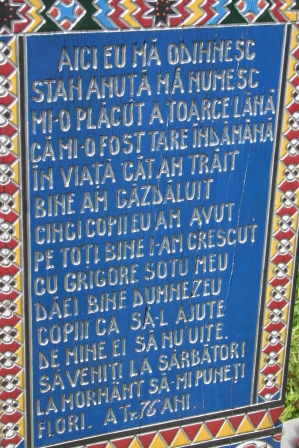 AICI EU MĂ ODIHNESC
STAN ANUȚĂ MĂ NUMESC
MI-O PLĂCUT A TOARCE LÂNĂ
CĂ MI-O FOST TARE ÎNDĂMÂNĂ
ÎN VIAȚĂ CÂT AM TRĂIT
BINE AM GĂZDĂLUIT
CINCI COPII EU AM AVUT
PE TOȚI BINE I-AM CRESCUT
CU GRIGORE SOȚU MEU
DĂEI BINE DUMNEZEU
COPIII CA SĂ-L AJUTE
DE MINE EI SĂ NU UITE.
SĂ VENIȚI LA SĂRBĂTORI
LA MORMÂNT SĂ-MI PUNEȚI
FLORI. A Tr. 76 ANI.